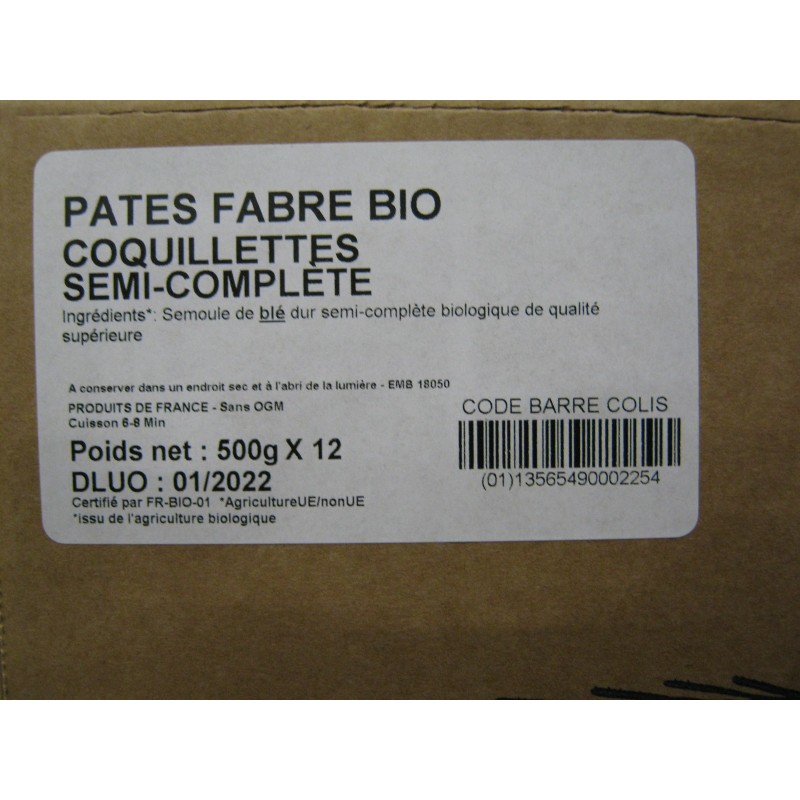 PATES FABRE BIO
COQUILLETTES
SEMI-COMPLÈTE
Ingrédients*: Semoule de blé dur semi-complète biologique de qualité
supérieure
A conserver dans un endroit sec et à l'abri de la lumière - EMB 18050
PRODUITS DE FRANCE - Sans OGM
Cuisson 6-8 Min
Poids net : 500g X 12
DLUO : 01/2022
Certifié par FR-BIO-01 *AgricultureUE/nonUE
*issu de l'agriculture biologique
CODE BARRE COLIS
(01)13565490002254